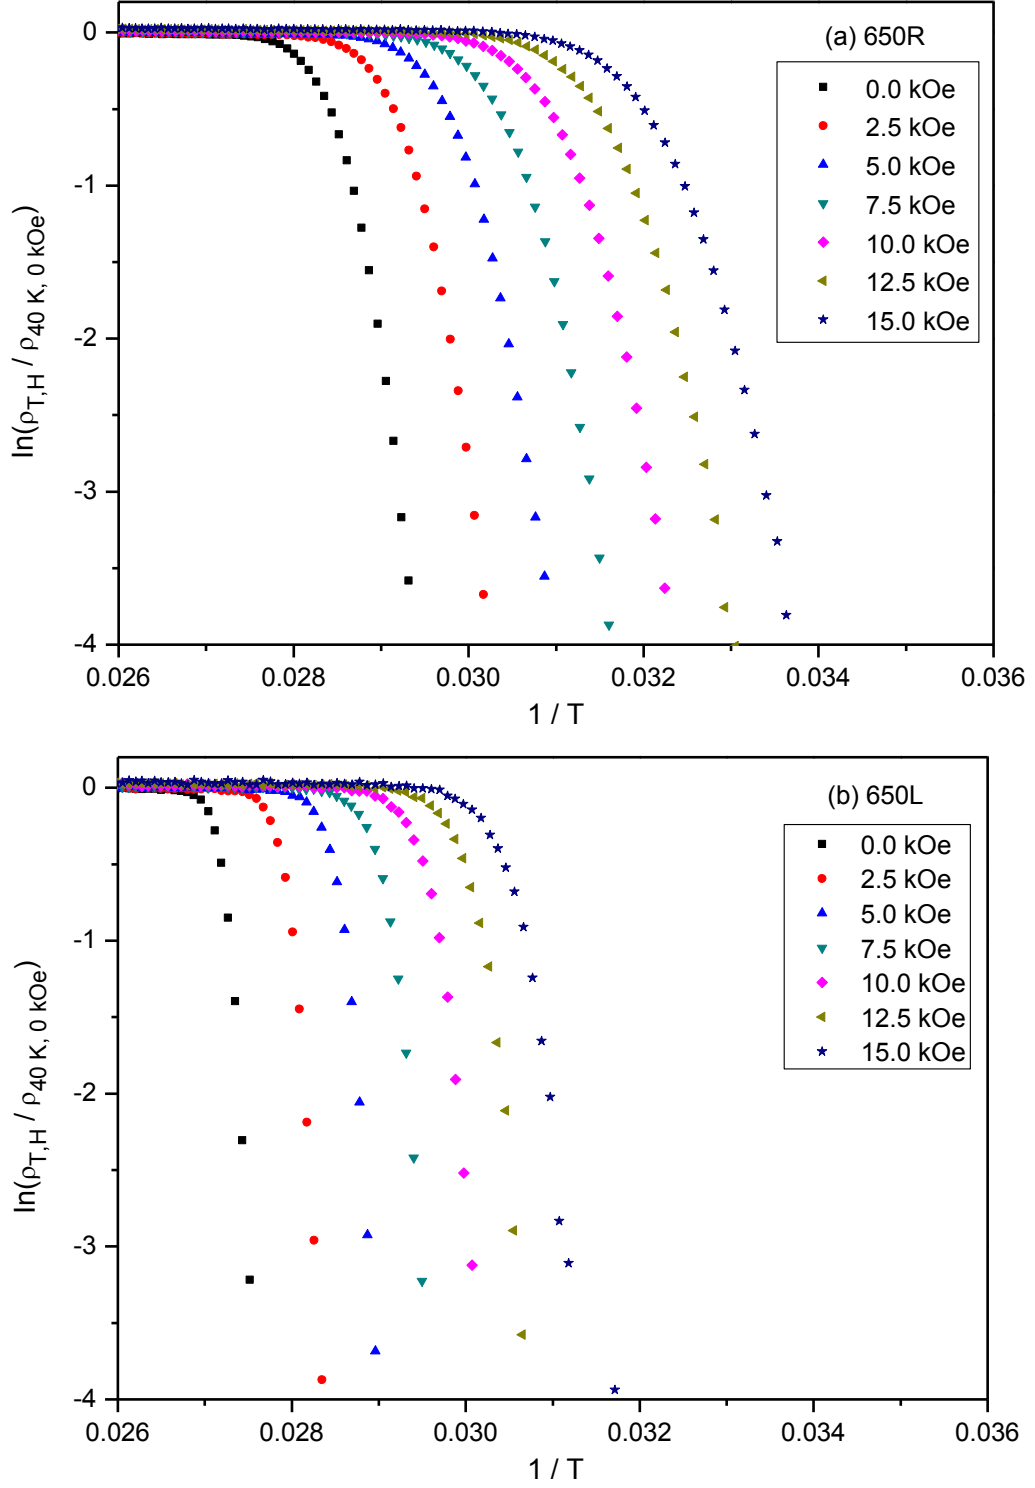 (a) 650R
0.0 kOe
2.5 kOe
5.0 kOe
7.5 kOe
10.0 kOe
12.5 kOe
15.0 kOe
0
-1
-2
-3
-4
ln(ρT,H / ρ40 K, 0 kOe)
0.026 0.028 0.030 0.032 0.034 0.036
1 / T
(b) 650L
0.0 kOe
2.5 kOe
5.0 kOe
7.5 kOe
10.0 kOe
12.5 kOe
15.0 kOe
0
-1
-2
-3
-4
ln(ρT,H / ρ40 K, 0 kOe)
0.026 0.028 0.030 0.032 0.034 0.036
1 / T